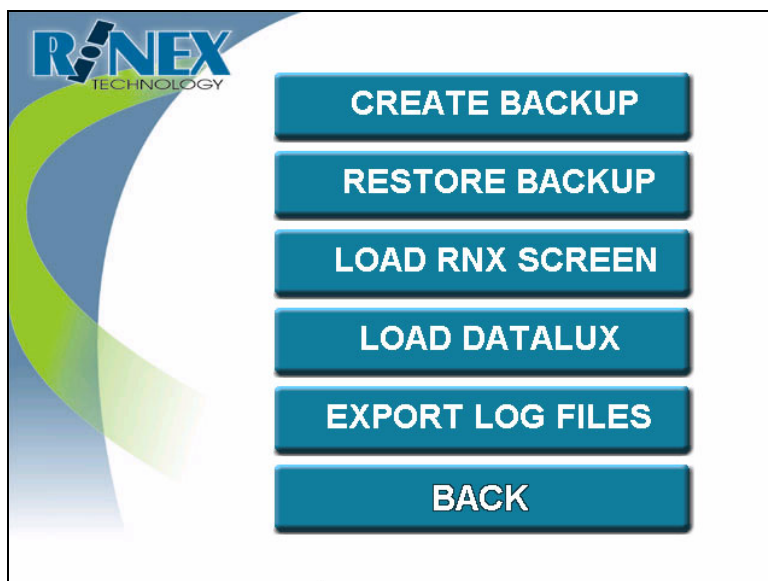 RINEX
TECHNOLOGY
CREATE BACKUP
RESTORE BACKUP
LOAD RNX SCREEN
LOAD DATALUX
EXPORT LOG FILES
BACK